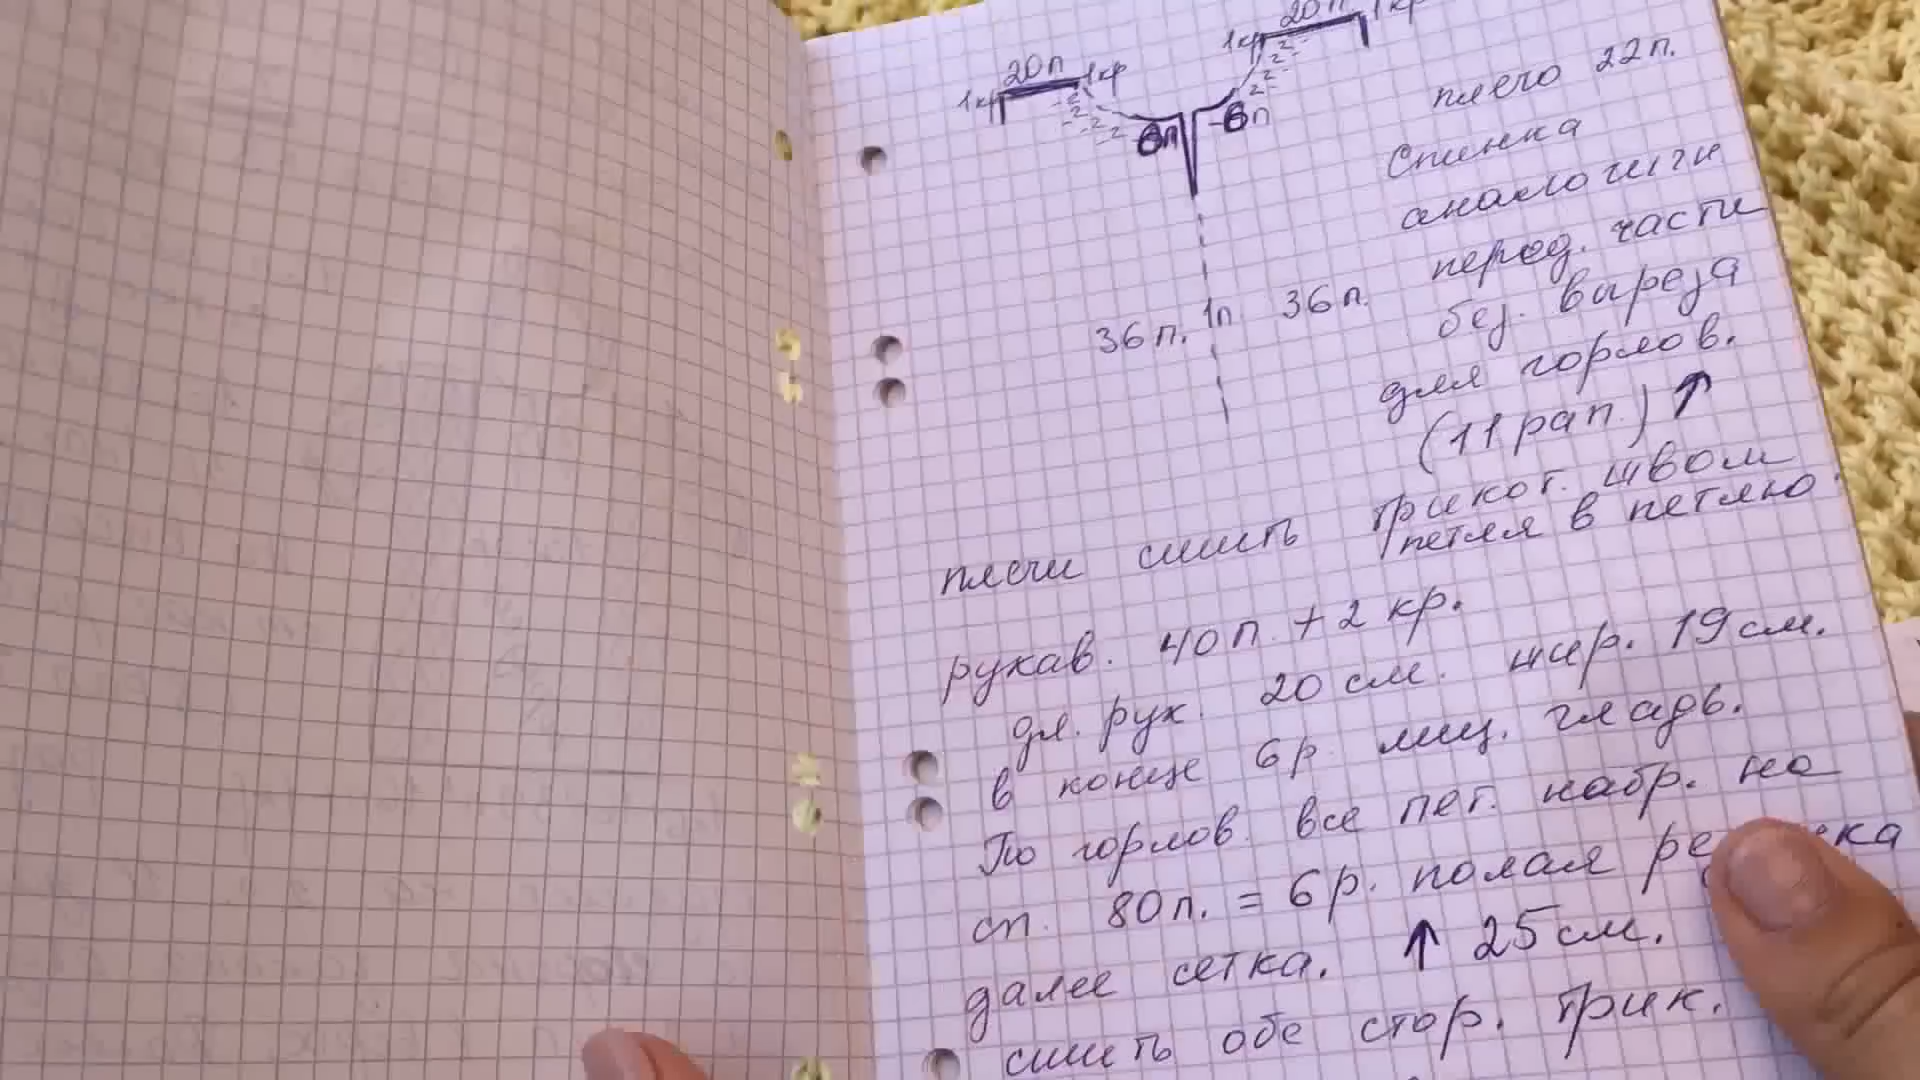 20п 1кр
1кр 20п 1кр
1кр -2- 2-
-2- 2-
-2- 2-
-2 2-
6п -6п
плечо 22п.
Спинка
аналогичн
перед. части
без. выреза
для горлов.
(11 рап.) ↑
36п. 1п 36п.
плечи сшить трикот. швом
петля в петлю.
рукав. 40п. + 2 кр.
дл. рук. 20 см. шир. 19 см.
в конце 6р. лиц. гладь.
По горлов. все пет. набр. на
сп. 80п. = 6р. полая
далее сетка. ↑ 25 см.
сшить обе стор. трик.